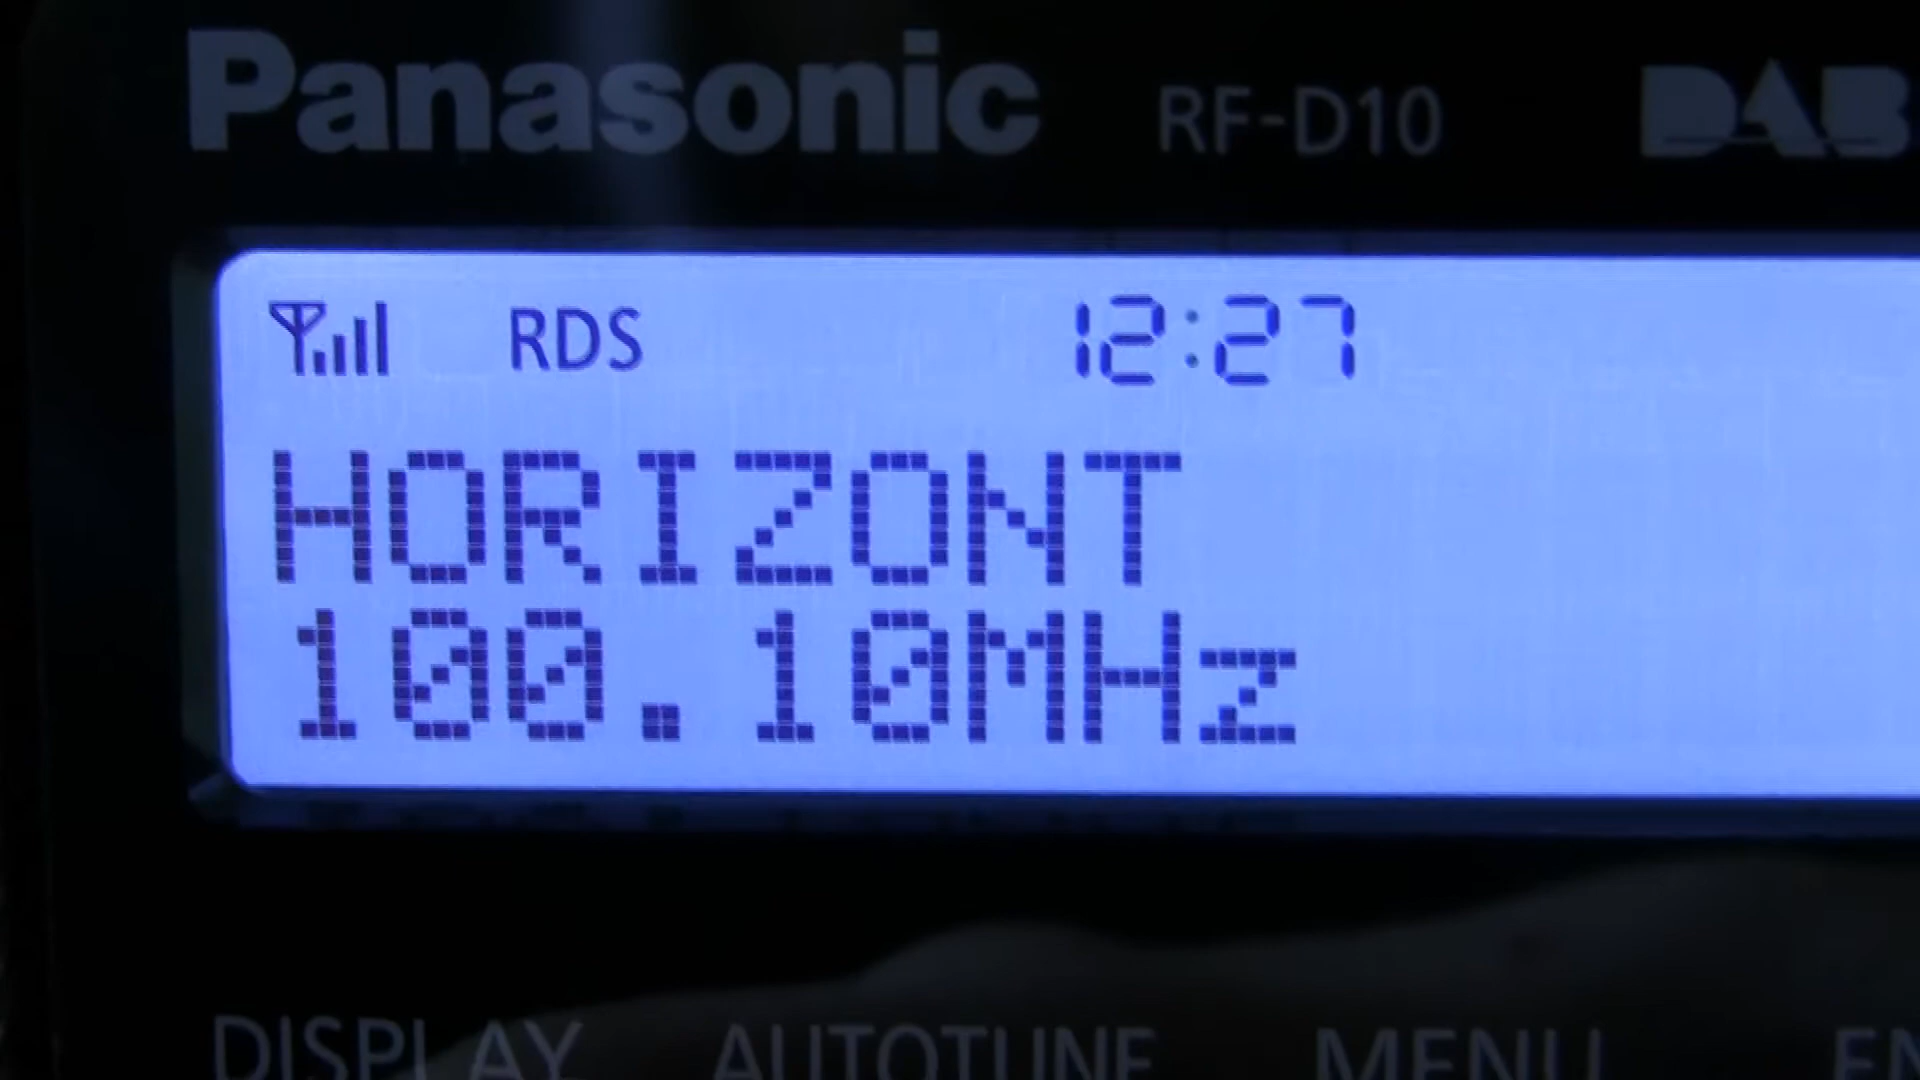 Panasonic RF-D10 DAB
RDS 12:27
HORIZONT
100.10MHz
DISPLAY AUTOTUNE MENU